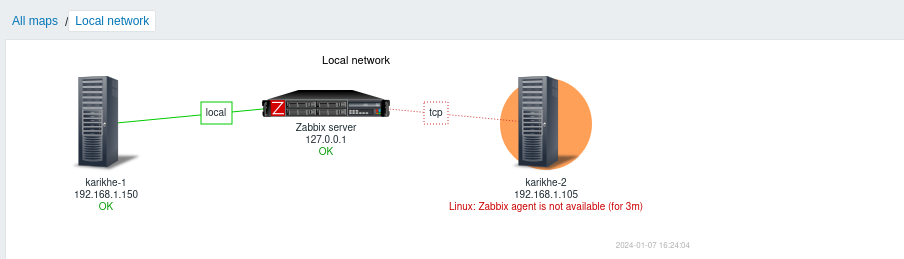 All maps / Local network
Local network
local
tcp
Z
Zabbix server
127.0.0.1
OK
karikhe-1
192.168.1.150
OK
karikhe-2
192.168.1.105
Linux: Zabbix agent is not available (for 3m)
2024-01-07 16:24:04